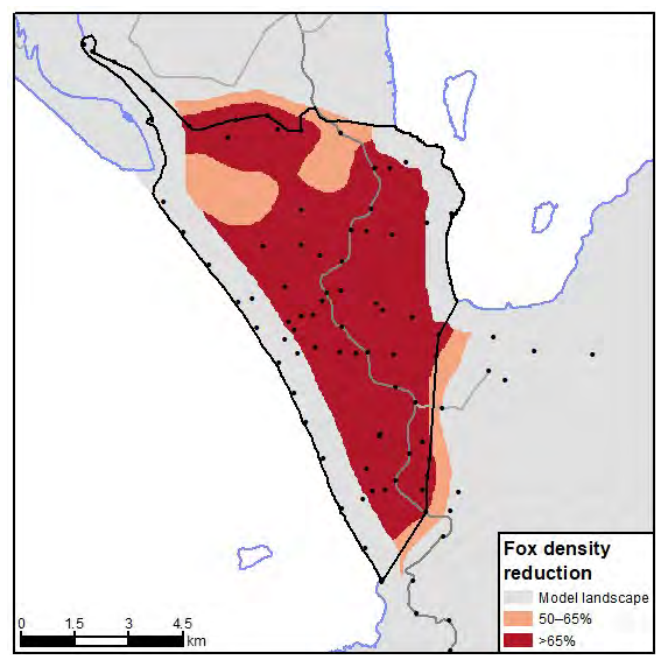 Fox density
reduction
Model landscape
50–65%
>65%
0 1.5 3 4.5
km